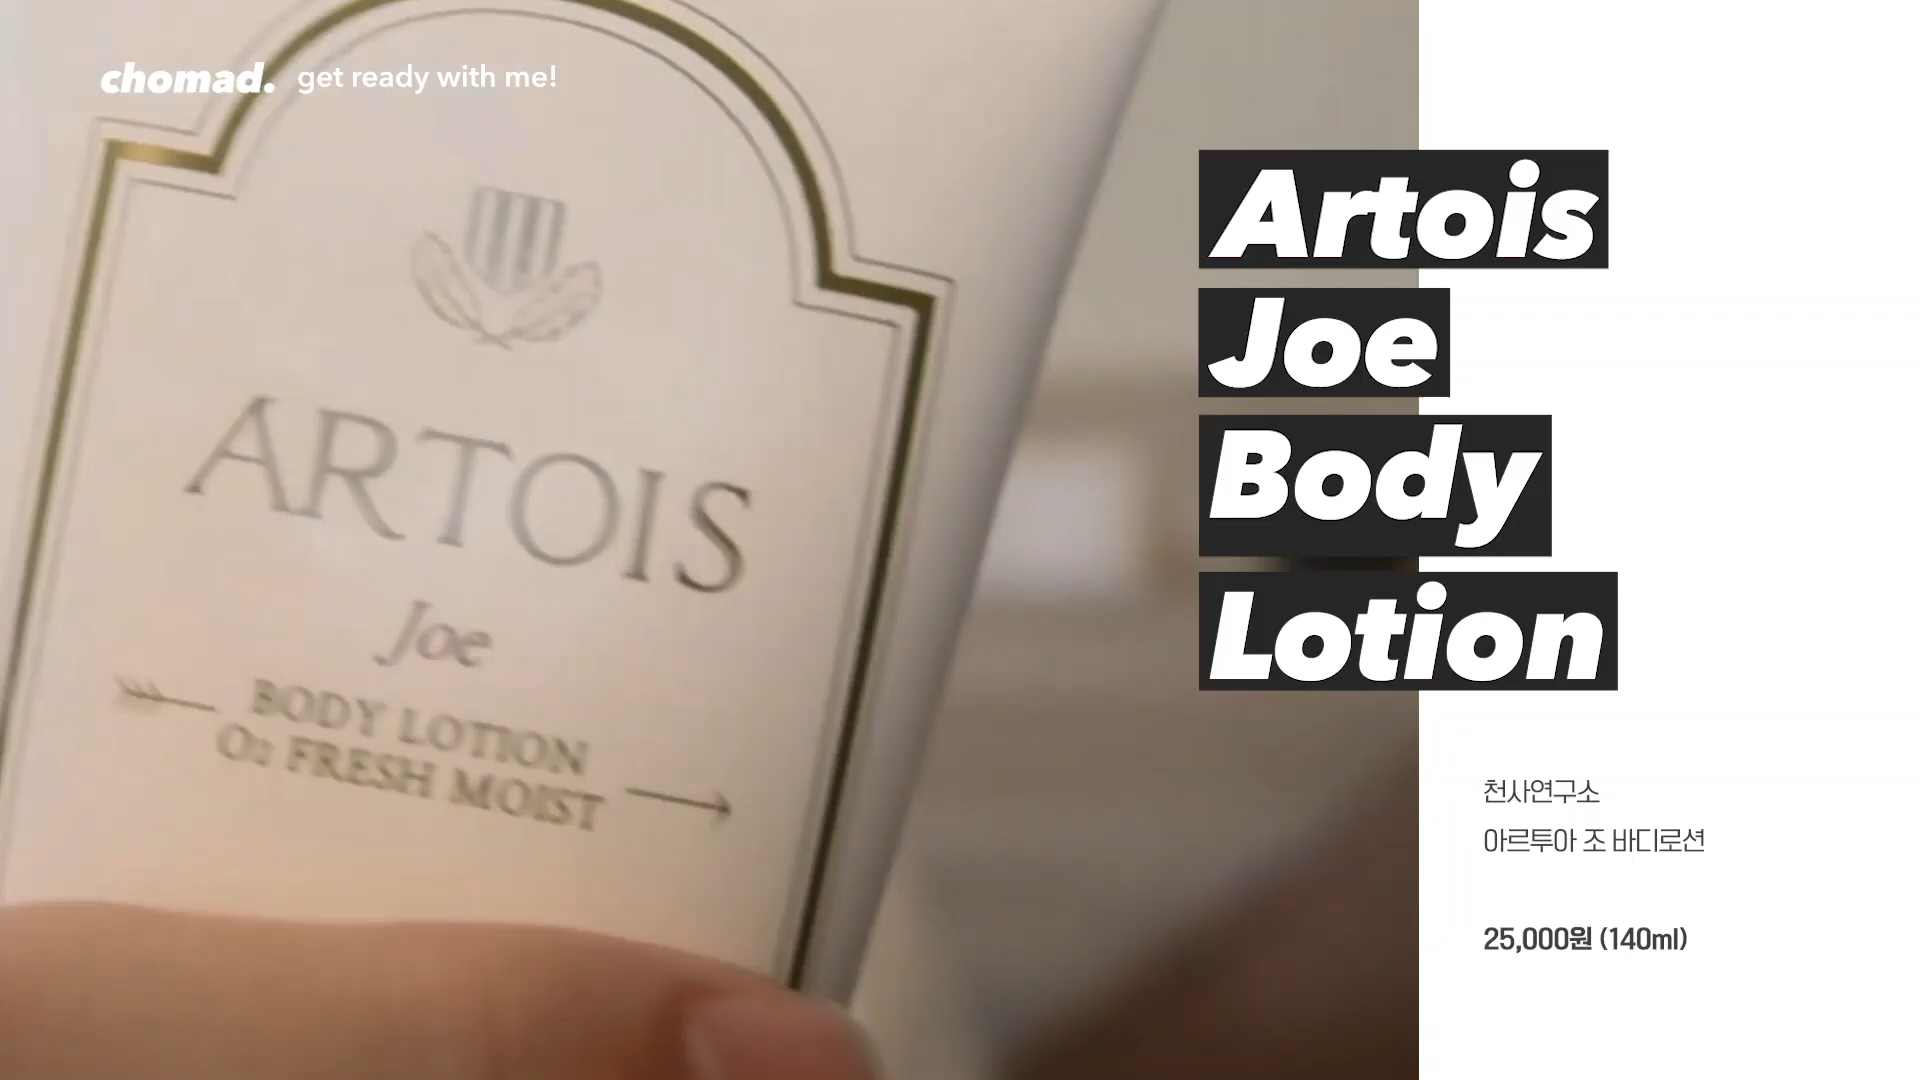 chomad. get ready with me!
ARTOIS
Joe
BODY LOTION
01 FRESH MOIST
Artois
Joe
Body
Lotion
천사연구소
아르투아 조 바디로션
25,000원 (140ml)